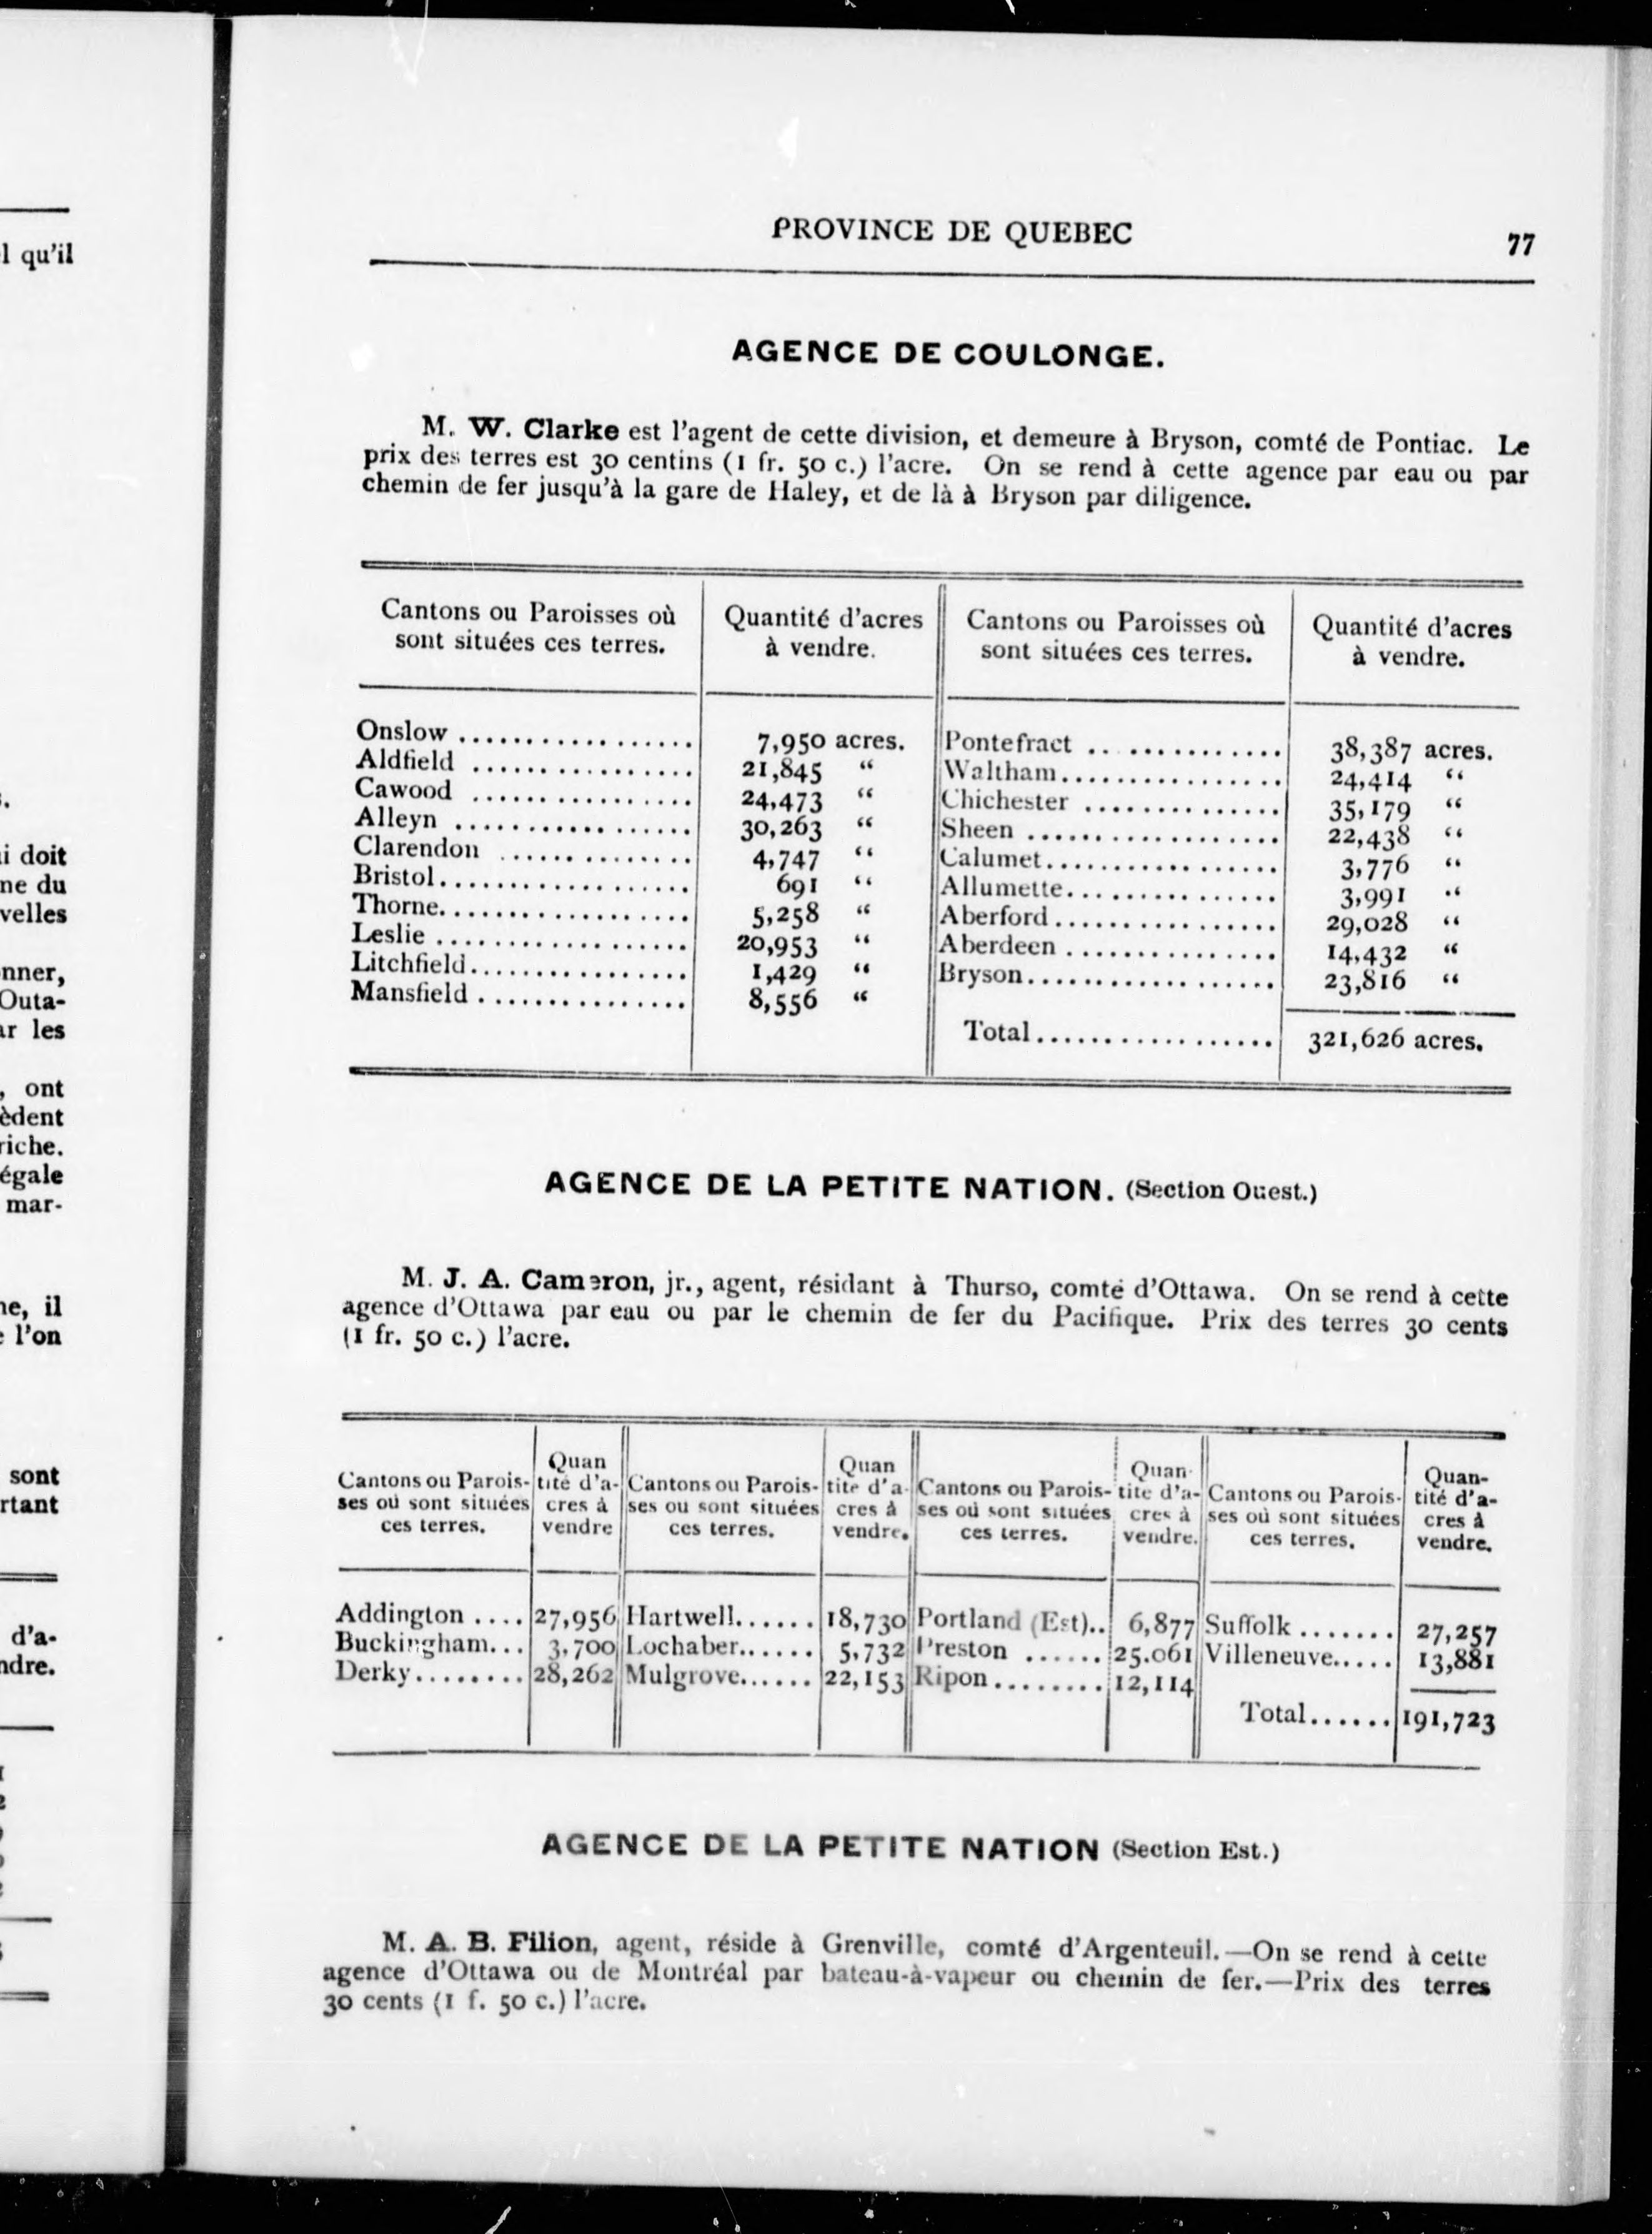 l qu'il
i doit
ne du
velles
nner,
Outa-
ar les
, ont
èdent
riche.
égale
mar-
ne, il
l'on
sont
rtant
d'a-
ndre.
PROVINCE DE QUEBEC 77
AGENCE DE COULONGE.
M. W. Clarke est l'agent de cette division, et demeure à Bryson, comté de Pontiac. Le
prix des terres est 30 centins (1 fr. 50 c.) l'acre. On se rend à cette agence par eau ou par
chemin de fer jusqu'à la gare de Haley, et de là à Bryson par diligence.
Cantons ou Paroisses où Quantité d'acres Cantons ou Paroisses où Quantité d'acres
sont situées ces terres. à vendre. sont situées ces terres. à vendre.
Onslow .................. 7,950 acres. Pontefract .. ............ 38,387 acres.
Aldfield ................. 21,845 “ Waltham................. 24,414 “
Cawood ................. 24,473 “ Chichester ............... 35,179 “
Alleyn .................. 30,263 “ Sheen ................... 22,438 “
Clarendon ............... 4,747 “ Calumet.................. 3,776 “
Bristol................... 691 “ Allumette................ 3,991 “
Thorne................... 5,258 “ Aberford................. 29,028 “
Leslie ................... 20,953 “ Aberdeen ................ 14,432 “
Litchfield................. 1,429 “ Bryson................... 23,816 “
Mansfield ................ 8,556 “
Total.................. 321,626 acres.
AGENCE DE LA PETITE NATION. (Section Ouest.)
M. J. A. Cameron, jr., agent, résidant à Thurso, comté d'Ottawa. On se rend à cette
agence d'Ottawa par eau ou par le chemin de fer du Pacifique. Prix des terres 30 cents
(1 fr. 50 c.) l'acre.
Quan Quan Quan- Quan-
Cantons ou Parois- tité d'a- Cantons ou Parois- tité d'a- Cantons ou Parois- tité d'a- Cantons ou Parois- tité d'a-
ses où sont situées cres à ses ou sont situées cres à ses où sont situées cres à ses où sont situées cres à
ces terres. vendre ces terres. vendre. ces terres. vendre. ces terres. vendre.
Addington .... 27,956 Hartwell...... 18,730 Portland (Est).. 6,877 Suffolk ....... 27,257
Buckingham... 3,700 Lochaber...... 5,732 Preston ...... 25.061 Villeneuve..... 13,881
Derky........ 28,262 Mulgrove...... 22,153 Ripon........ 12,114
Total...... 191,723
AGENCE DE LA PETITE NATION (Section Est.)
M. A. B. Filion, agent, réside à Grenville, comté d'Argenteuil.—On se rend à cette
agence d'Ottawa ou de Montréal par bateau-à-vapeur ou chemin de fer.—Prix des terres
30 cents (1 f. 50 c.) l'acre.